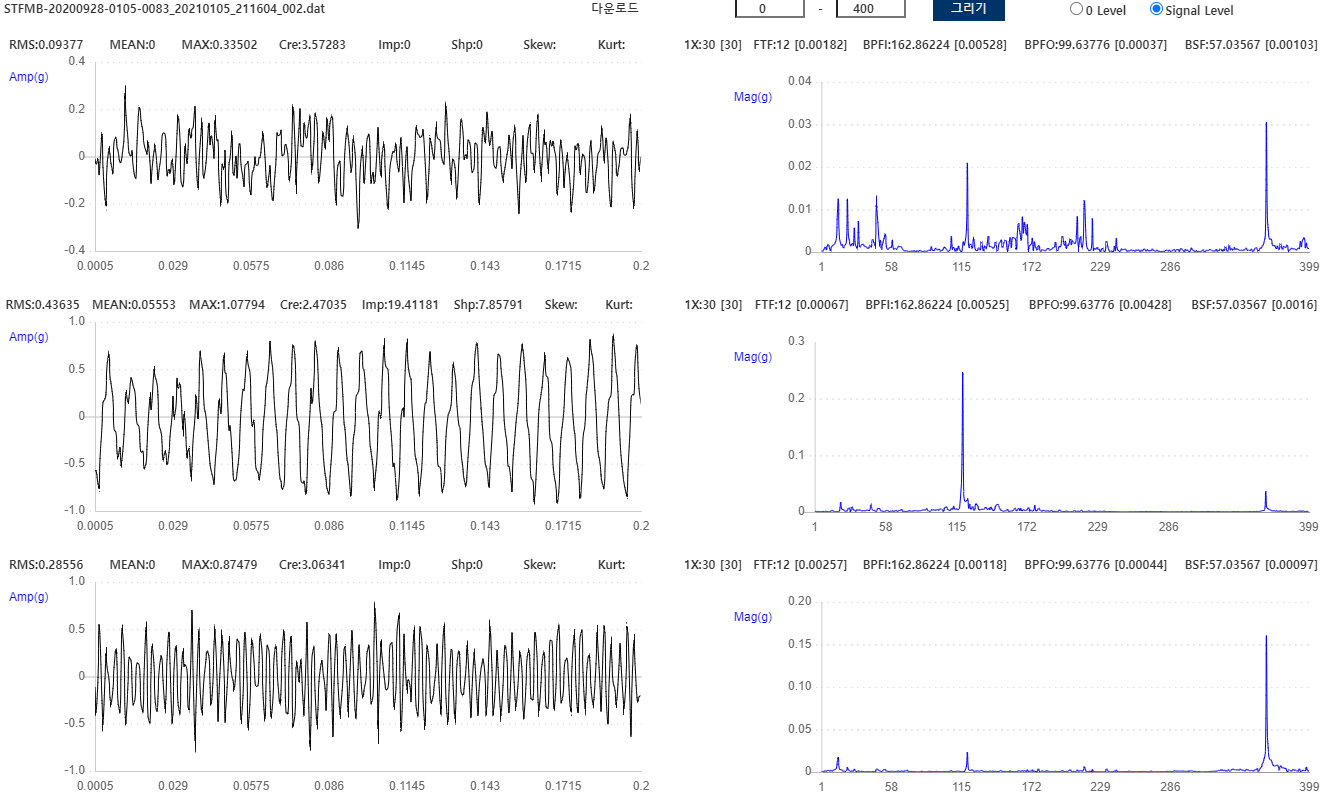 STFMB-20200928-0105-0083_20210105_211604_002.dat 다운로드 0 - 400 그리기 0 Level Signal Level
RMS:0.09377 MEAN:0 MAX:0.33502 Cre:3.57283 Imp:0 Shp:0 Skew: Kurt: 1X:30 [30] FTF:12 [0.00182] BPFI:162.86224 [0.00528] BPFO:99.63776 [0.00037] BSF:57.03567 [0.00103]
Amp(g) Mag(g)
0.4
0.2
0
-0.2
-0.4
0.0005 0.029 0.0575 0.086 0.1145 0.143 0.1715 0.2
0.04
0.03
0.02
0.01
0
1 58 115 172 229 286 399
RMS:0.43635 MEAN:0.05553 MAX:1.07794 Cre:2.47035 Imp:19.41181 Shp:7.85791 Skew: Kurt: 1X:30 [30] FTF:12 [0.00067] BPFI:162.86224 [0.00525] BPFO:99.63776 [0.00428] BSF:57.03567 [0.0016]
Amp(g) Mag(g)
1.0
0.5
0
-0.5
-1.0
0.0005 0.029 0.0575 0.086 0.1145 0.143 0.1715 0.2
0.3
0.2
0.1
0
1 58 115 172 229 286 399
RMS:0.28556 MEAN:0 MAX:0.87479 Cre:3.06341 Imp:0 Shp:0 Skew: Kurt: 1X:30 [30] FTF:12 [0.00257] BPFI:162.86224 [0.00118] BPFO:99.63776 [0.00044] BSF:57.03567 [0.00097]
Amp(g) Mag(g)
1.0
0.5
0
-0.5
-1.0
0.0005 0.029 0.0575 0.086 0.1145 0.143 0.1715 0.2
0.20
0.15
0.10
0.05
0
1 58 115 172 229 286 399